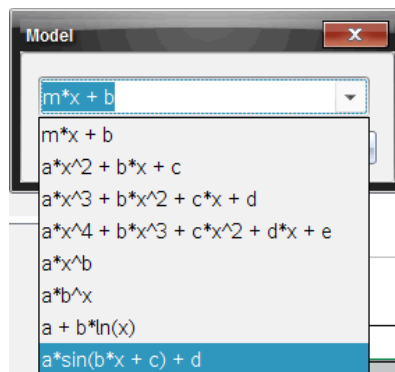 Model
m*x + b
m*x + b
a*x^2 + b*x + c
a*x^3 + b*x^2 + c*x + d
a*x^4 + b*x^3 + c*x^2 + d*x + e
a*x^b
a*b^x
a + b*ln(x)
a*sin(b*x + c) + d